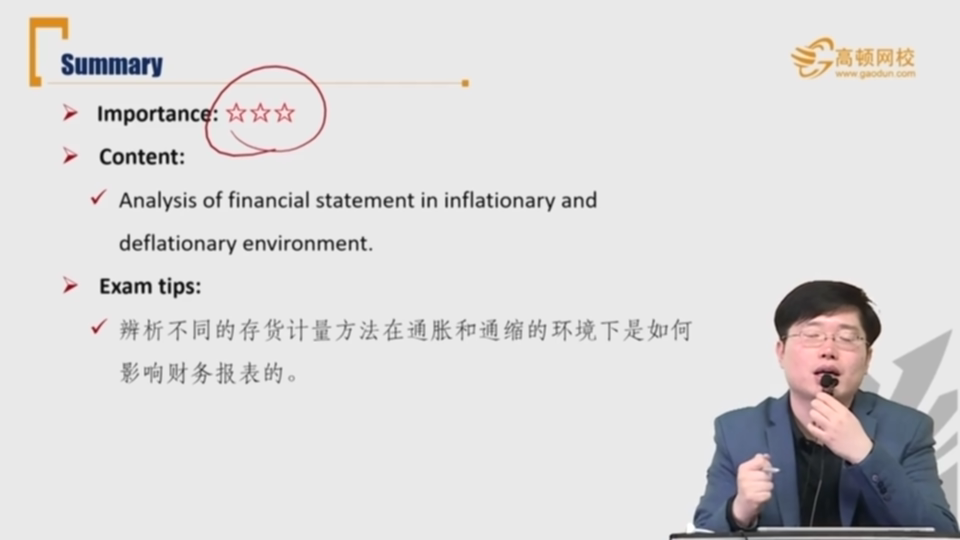 Summary
高顿网校
www.gaodun.com
Importance: ☆☆☆
Content:
Analysis of financial statement in inflationary and
deflationary environment.
Exam tips:
辨析不同的存货计量方法在通胀和通缩的环境下是如何
影响财务报表的。